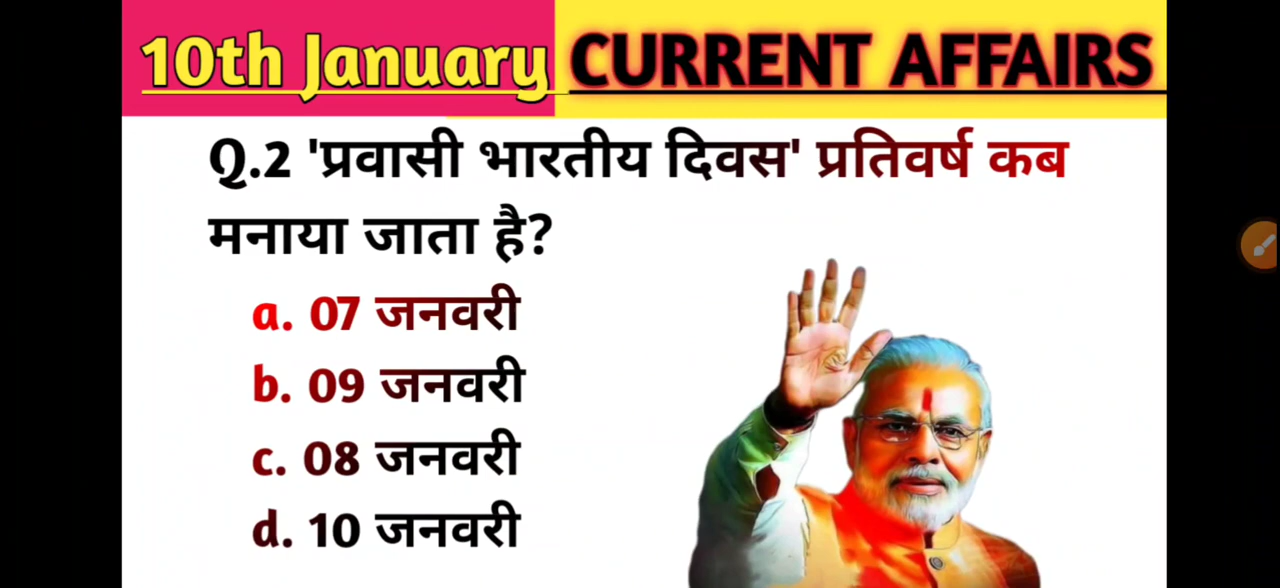 10th January CURRENT AFFAIRS
Q.2 'प्रवासी भारतीय दिवस' प्रतिवर्ष कब
मनाया जाता है?
a. 07 जनवरी
b. 09 जनवरी
c. 08 जनवरी
d. 10 जनवरी